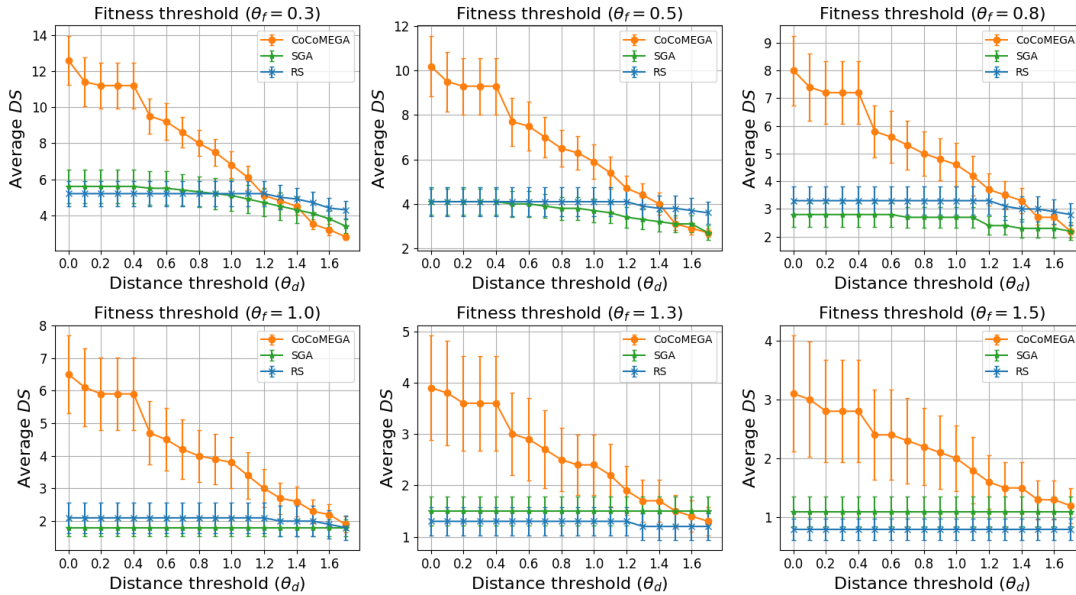 Fitness threshold (θf = 0.3)
Average DS
14
12
10
8
6
4
CoCoMEGA
SGA
RS
0.0 0.2 0.4 0.6 0.8 1.0 1.2 1.4 1.6
Distance threshold (θd)
Fitness threshold (θf = 0.5)
Average DS
12
10
8
6
4
2
CoCoMEGA
SGA
RS
0.0 0.2 0.4 0.6 0.8 1.0 1.2 1.4 1.6
Distance threshold (θd)
Fitness threshold (θf = 0.8)
Average DS
9
8
7
6
5
4
3
2
CoCoMEGA
SGA
RS
0.0 0.2 0.4 0.6 0.8 1.0 1.2 1.4 1.6
Distance threshold (θd)
Fitness threshold (θf = 1.0)
Average DS
8
7
6
5
4
3
2
CoCoMEGA
SGA
RS
0.0 0.2 0.4 0.6 0.8 1.0 1.2 1.4 1.6
Distance threshold (θd)
Fitness threshold (θf = 1.3)
Average DS
5
4
3
2
1
CoCoMEGA
SGA
RS
0.0 0.2 0.4 0.6 0.8 1.0 1.2 1.4 1.6
Distance threshold (θd)
Fitness threshold (θf = 1.5)
Average DS
4
3
2
1
CoCoMEGA
SGA
RS
0.0 0.2 0.4 0.6 0.8 1.0 1.2 1.4 1.6
Distance threshold (θd)